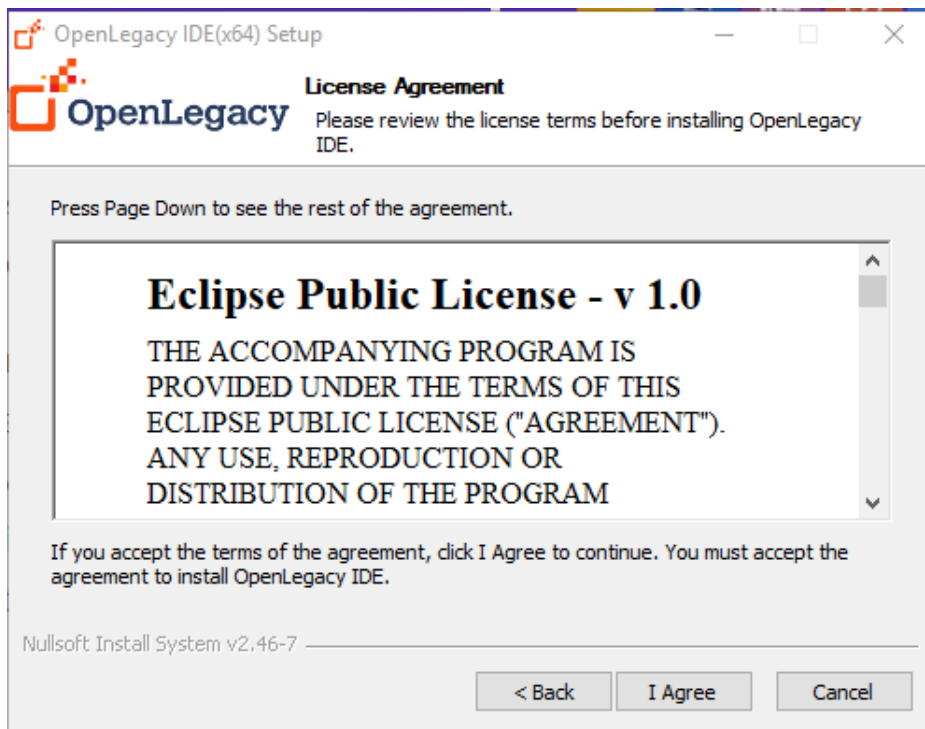 OpenLegacy IDE(x64) Setup
OpenLegacy
License Agreement
Please review the license terms before installing OpenLegacy
IDE.
Press Page Down to see the rest of the agreement.
Eclipse Public License - v 1.0
THE ACCOMPANYING PROGRAM IS
PROVIDED UNDER THE TERMS OF THIS
ECLIPSE PUBLIC LICENSE ("AGREEMENT").
ANY USE, REPRODUCTION OR
DISTRIBUTION OF THE PROGRAM
If you accept the terms of the agreement, click I Agree to continue. You must accept the
agreement to install OpenLegacy IDE.
Nullsoft Install System v2.46-7
< Back
I Agree
Cancel